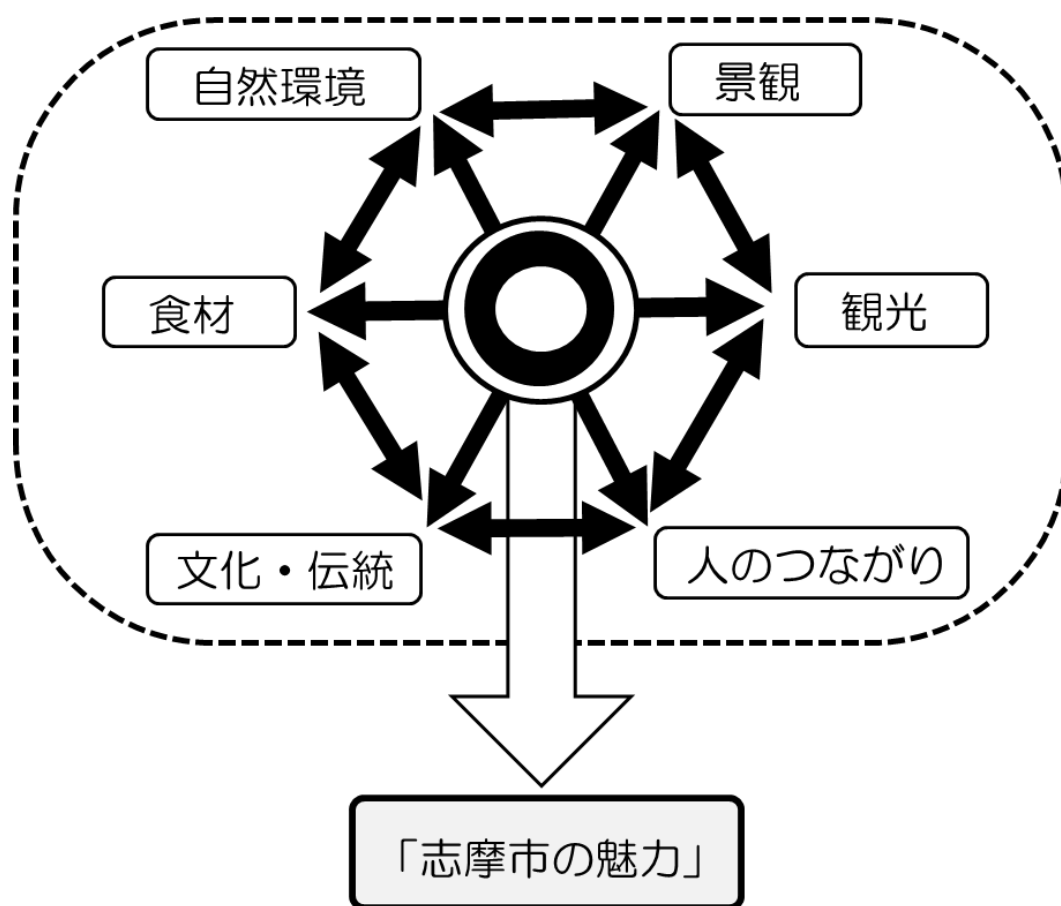 自然環境
景観
食材
観光
文化・伝統
人のつながり
「志摩市の魅力」